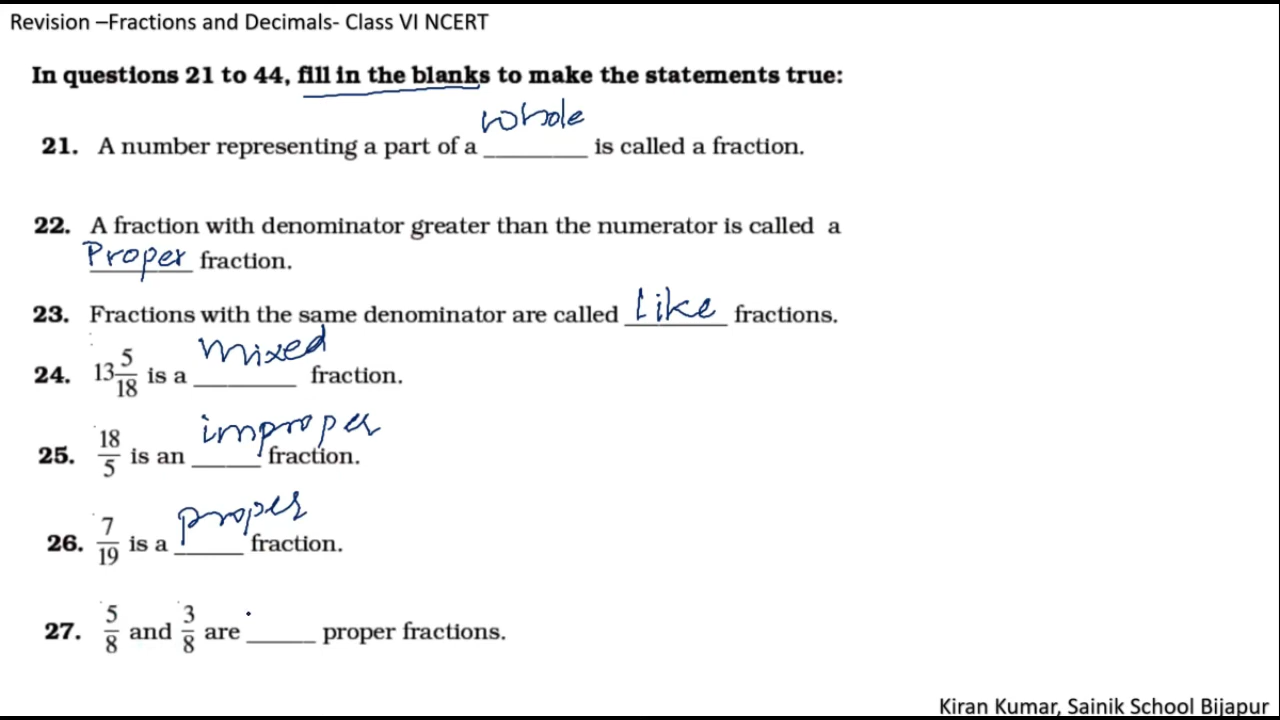 Revision –Fractions and Decimals- Class VI NCERT
In questions 21 to 44, fill in the blanks to make the statements true:
whole
21. A number representing a part of a ________ is called a fraction.
22. A fraction with denominator greater than the numerator is called a
Proper fraction.
23. Fractions with the same denominator are called like fractions.
mixed
24. 13 5/18 is a ________ fraction.
improper
25. 18/5 is an _____ fraction.
proper
26. 7/19 is a _____ fraction.
27. 5/8 and 3/8 are _____ proper fractions.
Kiran Kumar, Sainik School Bijapur